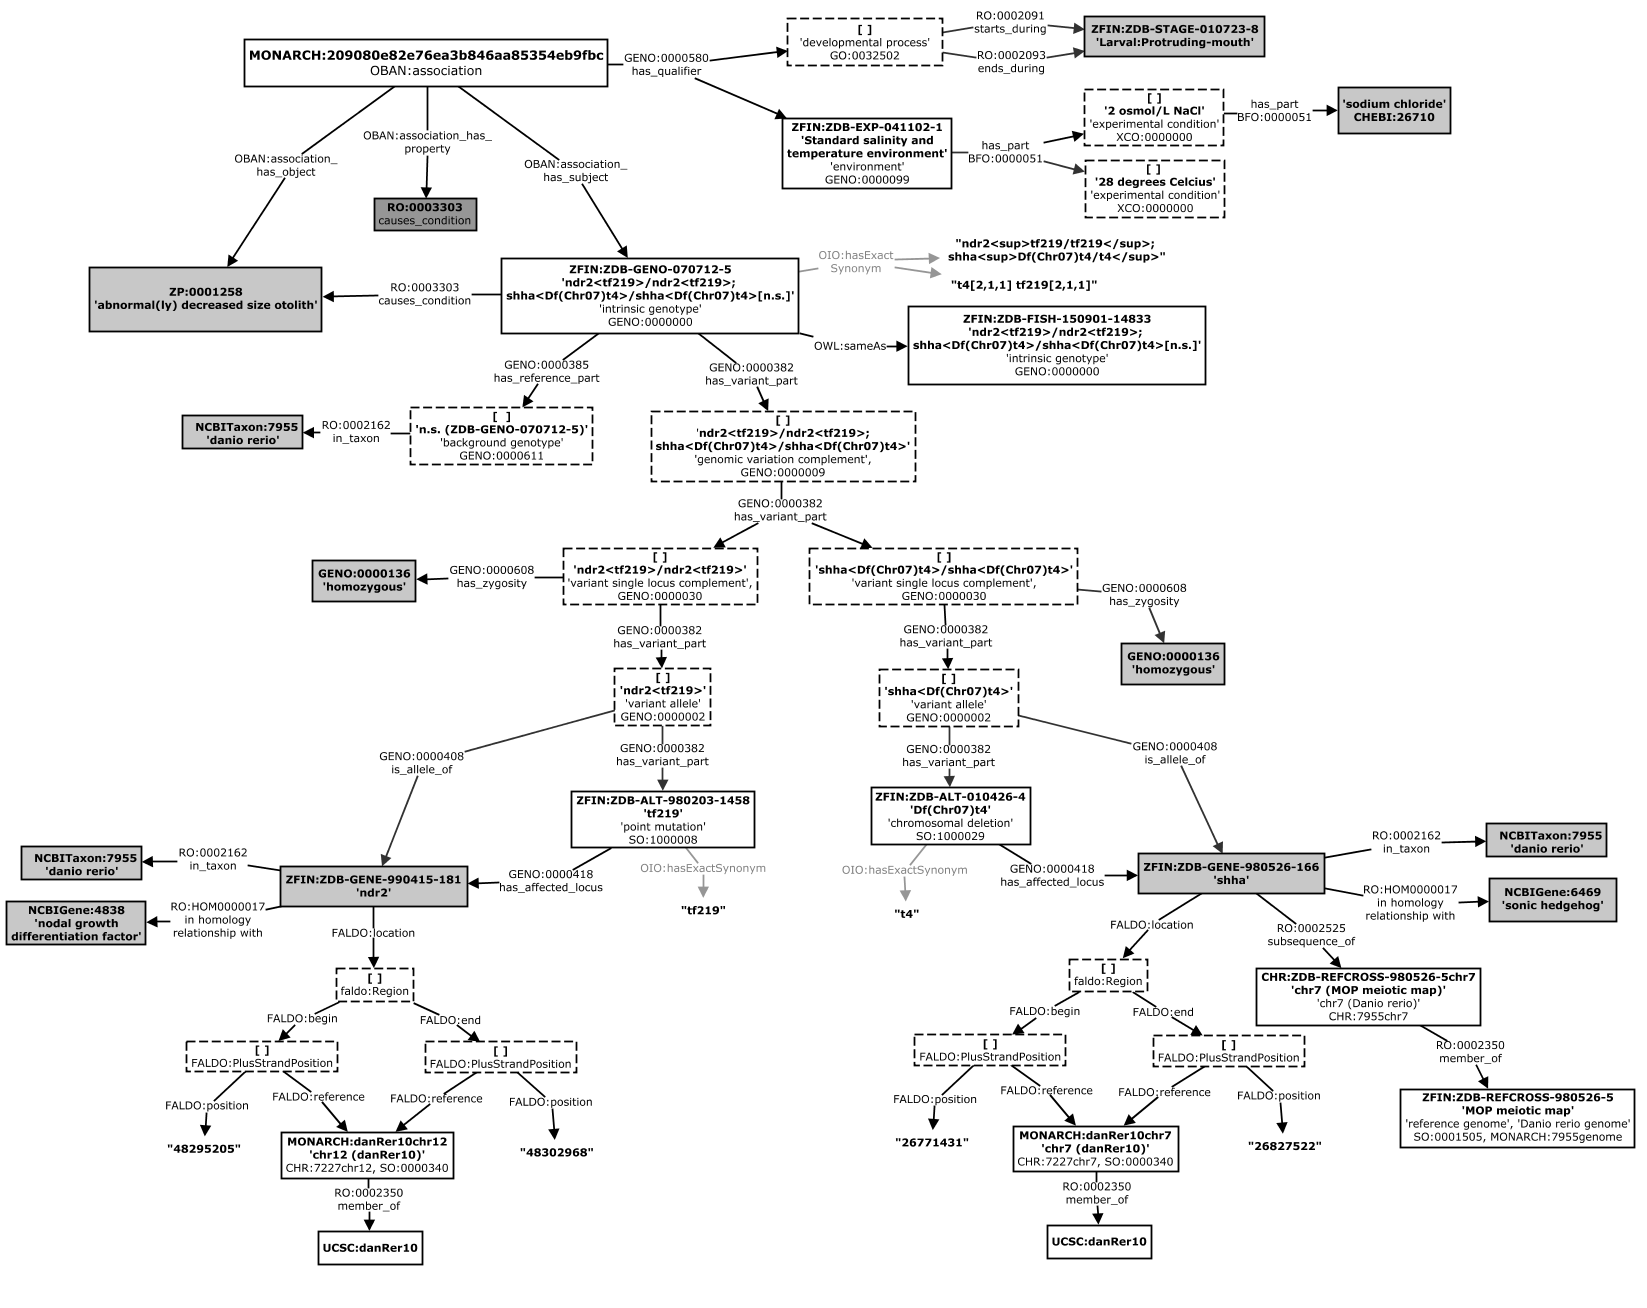 MONARCH:209080e82e76ea3b846aa85354eb9fbc
OBAN:association
GENO:0000580
has_qualifier
[ ]
'developmental process'
GO:0032502
RO:0002091
starts_during
RO:0002093
ends_during
ZFIN:ZDB-STAGE-010723-8
'Larval:Protruding-mouth'
ZFIN:ZDB-EXP-041102-1
'Standard salinity and
temperature environment'
'environment'
GENO:0000099
has_part
BFO:0000051
[ ]
'2 osmol/L NaCl'
'experimental condition'
XCO:0000000
has_part
BFO:0000051
'sodium chloride'
CHEBI:26710
[ ]
'28 degrees Celcius'
'experimental condition'
XCO:0000000
OBAN:association_
has_object
OBAN:association_has_
property
OBAN:association_
has_subject
RO:0003303
causes_condition
ZP:0001258
'abnormal(ly) decreased size otolith'
RO:0003303
causes_condition
ZFIN:ZDB-GENO-070712-5
'ndr2<tf219>/ndr2<tf219>;
shha<Df(Chr07)t4>/shha<Df(Chr07)t4>[n.s.]'
'intrinsic genotype'
GENO:0000000
OIO:hasExact
Synonym
"ndr2<sup>tf219/tf219</sup>;
shha<sup>Df(Chr07)t4/t4</sup>"
"t4[2,1,1] tf219[2,1,1]"
OWL:sameAs
ZFIN:ZDB-FISH-150901-14833
'ndr2<tf219>/ndr2<tf219>;
shha<Df(Chr07)t4>/shha<Df(Chr07)t4>[n.s.]'
'intrinsic genotype'
GENO:0000000
GENO:0000385
has_reference_part
GENO:0000382
has_variant_part
NCBITaxon:7955
'danio rerio'
RO:0002162
in_taxon
[ ]
'n.s. (ZDB-GENO-070712-5)'
'background genotype'
GENO:0000611
[ ]
'ndr2<tf219>/ndr2<tf219>;
shha<Df(Chr07)t4>/shha<Df(Chr07)t4>'
'genomic variation complement',
GENO:0000009
GENO:0000382
has_variant_part
GENO:0000136
'homozygous'
GENO:0000608
has_zygosity
[ ]
'ndr2<tf219>/ndr2<tf219>'
'variant single locus complement',
GENO:0000030
[ ]
'shha<Df(Chr07)t4>/shha<Df(Chr07)t4>'
'variant single locus complement',
GENO:0000030
GENO:0000608
has_zygosity
GENO:0000136
'homozygous'
GENO:0000382
has_variant_part
GENO:0000382
has_variant_part
[ ]
'ndr2<tf219>'
'variant allele'
GENO:0000002
[ ]
'shha<Df(Chr07)t4>'
'variant allele'
GENO:0000002
GENO:0000408
is_allele_of
GENO:0000382
has_variant_part
GENO:0000382
has_variant_part
GENO:0000408
is_allele_of
ZFIN:ZDB-ALT-980203-1458
'tf219'
'point mutation'
SO:1000008
ZFIN:ZDB-ALT-010426-4
'Df(Chr07)t4'
'chromosomal deletion'
SO:1000029
NCBITaxon:7955
'danio rerio'
RO:0002162
in_taxon
ZFIN:ZDB-GENE-990415-181
'ndr2'
GENO:0000418
has_affected_locus
OIO:hasExactSynonym
"tf219"
OIO:hasExactSynonym
"t4"
GENO:0000418
has_affected_locus
ZFIN:ZDB-GENE-980526-166
'shha'
RO:0002162
in_taxon
NCBITaxon:7955
'danio rerio'
NCBIGene:4838
'nodal growth
differentiation factor'
RO:HOM0000017
in homology
relationship with
RO:HOM0000017
in homology
relationship with
NCBIGene:6469
'sonic hedgehog'
FALDO:location
FALDO:location
RO:0002525
subsequence_of
[ ]
faldo:Region
[ ]
faldo:Region
CHR:ZDB-REFCROSS-980526-5chr7
'chr7 (MOP meiotic map)'
'chr7 (Danio rerio)'
CHR:7955chr7
FALDO:begin
FALDO:end
FALDO:begin
FALDO:end
[ ]
FALDO:PlusStrandPosition
[ ]
FALDO:PlusStrandPosition
[ ]
FALDO:PlusStrandPosition
[ ]
FALDO:PlusStrandPosition
RO:0002350
member_of
FALDO:position
FALDO:reference
FALDO:reference
FALDO:position
FALDO:position
FALDO:reference
FALDO:reference
FALDO:position
ZFIN:ZDB-REFCROSS-980526-5
'MOP meiotic map'
'reference genome', 'Danio rerio genome'
SO:0001505, MONARCH:7955genome
"48295205"
MONARCH:danRer10chr12
'chr12 (danRer10)'
CHR:7227chr12, SO:0000340
"48302968"
"26771431"
MONARCH:danRer10chr7
'chr7 (danRer10)'
CHR:7227chr7, SO:0000340
"26827522"
RO:0002350
member_of
RO:0002350
member_of
UCSC:danRer10
UCSC:danRer10